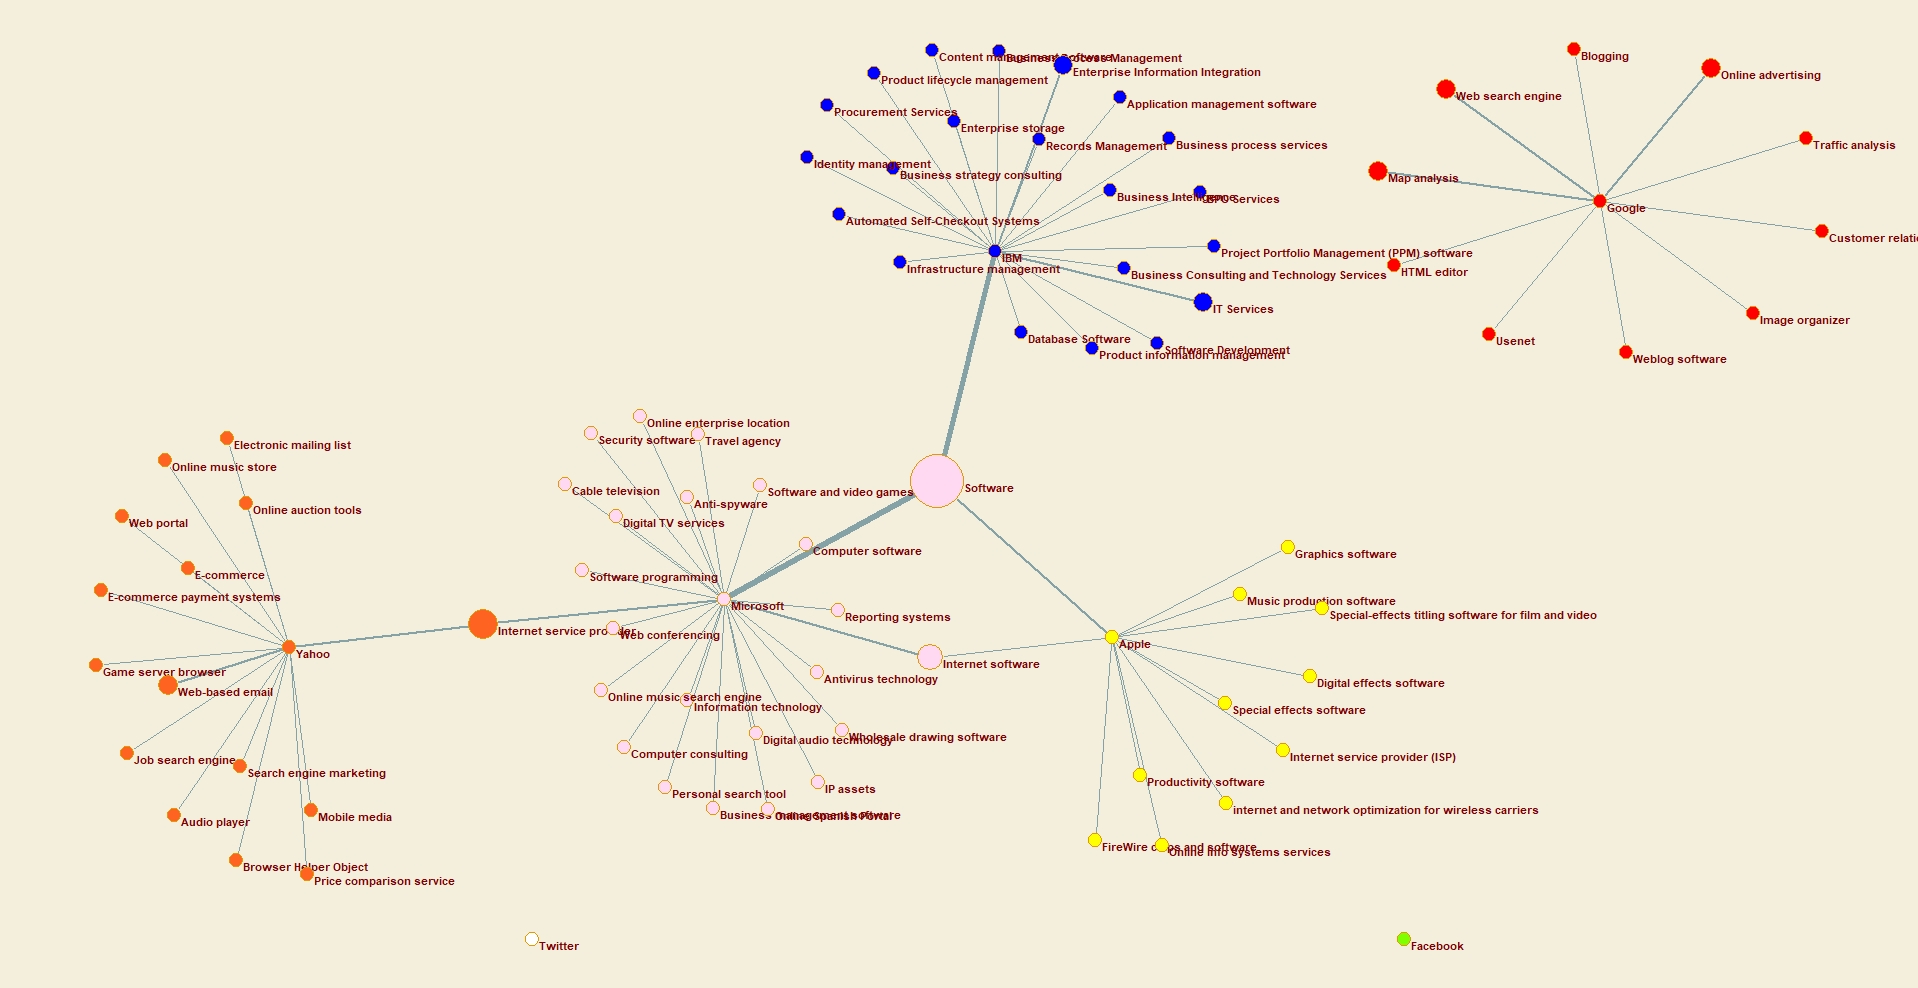 Content management software
Business Process Management
Enterprise Information Integration
Product lifecycle management
Application management software
Procurement Services
Enterprise storage
Records Management
Business process services
Identity management
Business strategy consulting
Business Intelligence
BPO Services
Automated Self-Checkout Systems
Project Portfolio Management (PPM) software
IBM
Infrastructure management
Business Consulting and Technology Services
IT Services
Database Software
Product information management
Software Development
Blogging
Online advertising
Web search engine
Traffic analysis
Map analysis
Google
Customer relati
HTML editor
Image organizer
Usenet
Weblog software
Electronic mailing list
Online music store
Online auction tools
Web portal
E-commerce
E-commerce payment systems
Yahoo
Game server browser
Web-based email
Job search engine
Search engine marketing
Audio player
Mobile media
Browser Helper Object
Price comparison service
Online enterprise location
Security software
Travel agency
Cable television
Anti-spyware
Software and video games
Digital TV services
Software
Computer software
Software programming
Microsoft
Reporting systems
Internet service provider
Web conferencing
Internet software
Antivirus technology
Online music search engine
Information technology
Digital audio technology
Wholesale drawing software
Computer consulting
Personal search tool
IP assets
Business management software
Online Spanish Portal
Graphics software
Music production software
Special-effects titling software for film and video
Apple
Digital effects software
Special effects software
Internet service provider (ISP)
Productivity software
internet and network optimization for wireless carriers
FireWire chips and software
Online Info Systems services
Twitter
Facebook